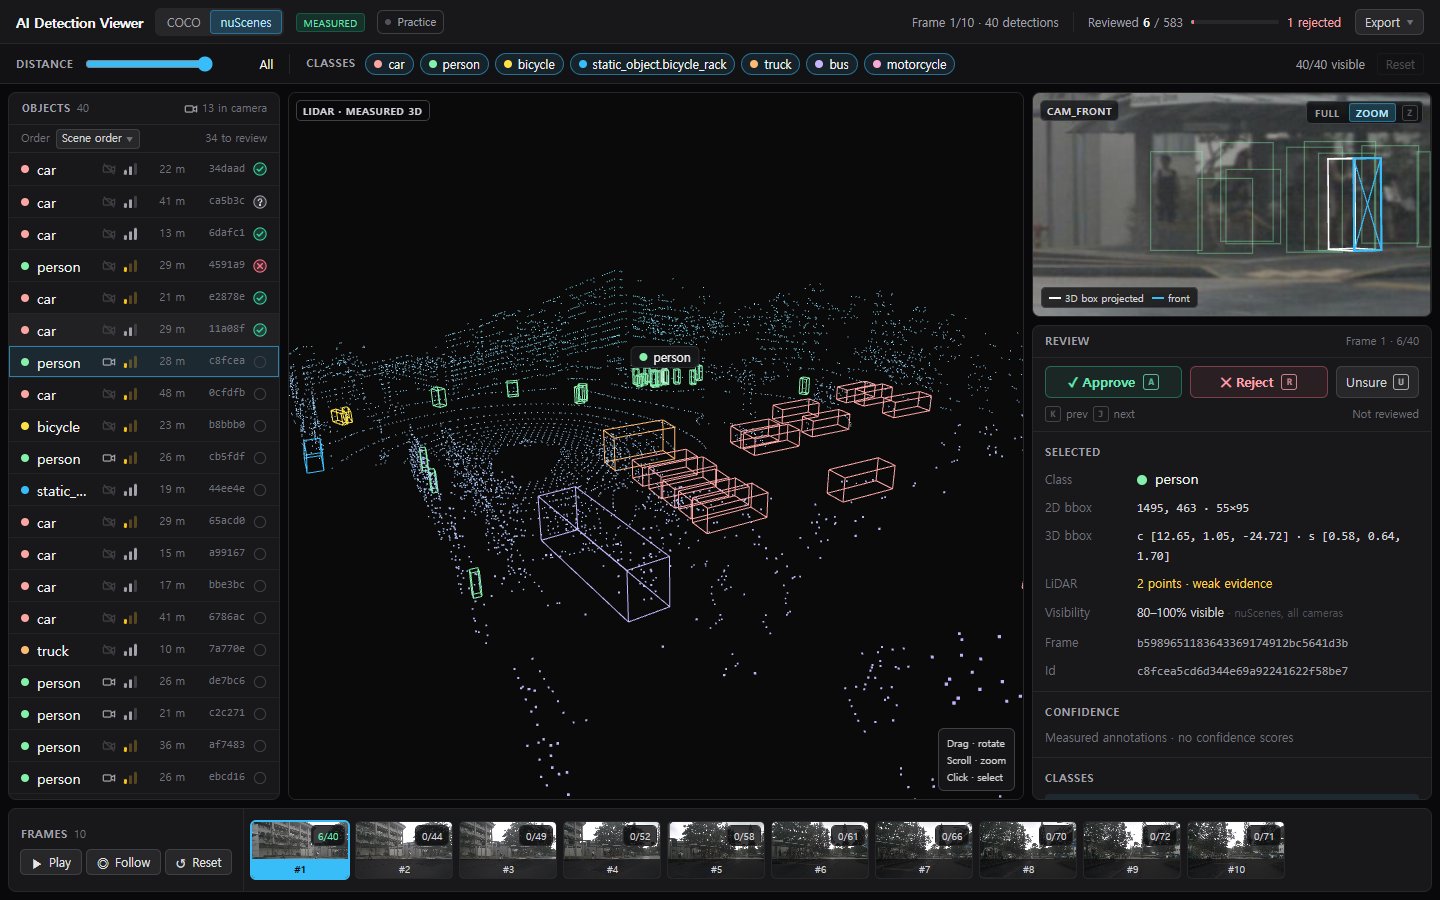 AI Detection Viewer COCO nuScenes MEASURED Practice Frame 1/10 · 40 detections Reviewed 6 / 583 1 rejected Export
DISTANCE All CLASSES car person bicycle static_object.bicycle_rack truck bus motorcycle 40/40 visible Reset
OBJECTS 40 13 in camera
Order Scene order 34 to review
car 22 m 34daad
car 41 m ca5b3c
car 13 m 6dafc1
person 29 m 4591a9
car 21 m e2878e
car 29 m 11a08f
person 28 m c8fcea
car 48 m 0cfdfb
bicycle 23 m b8bbb0
person 26 m cb5fdf
static_... 19 m 44ee4e
car 29 m 65acd0
car 15 m a99167
car 17 m bbe3bc
car 41 m 6786ac
truck 10 m 7a770e
person 26 m de7bc6
person 21 m c2c271
person 36 m af7483
person 26 m ebcd16
LIDAR · MEASURED 3D
person
Drag · rotate
Scroll · zoom
Click · select
CAM_FRONT FULL ZOOM Z
3D box projected front
REVIEW Frame 1 · 6/40
Approve A Reject R Unsure U
K prev J next Not reviewed
SELECTED
Class person
2D bbox 1495, 463 · 55×95
3D bbox c [12.65, 1.05, -24.72] · s [0.58, 0.64,
1.70]
LiDAR 2 points · weak evidence
Visibility 80–100% visible · nuScenes, all cameras
Frame b5989651183643369174912bc5641d3b
Id c8fcea5cd6d344e69a92241622f58be7
CONFIDENCE
Measured annotations · no confidence scores
CLASSES
FRAMES 10
Play Follow Reset
6/40 0/44 0/49 0/52 0/58 0/61 0/66 0/70 0/72 0/71
#1 #2 #3 #4 #5 #6 #7 #8 #9 #10